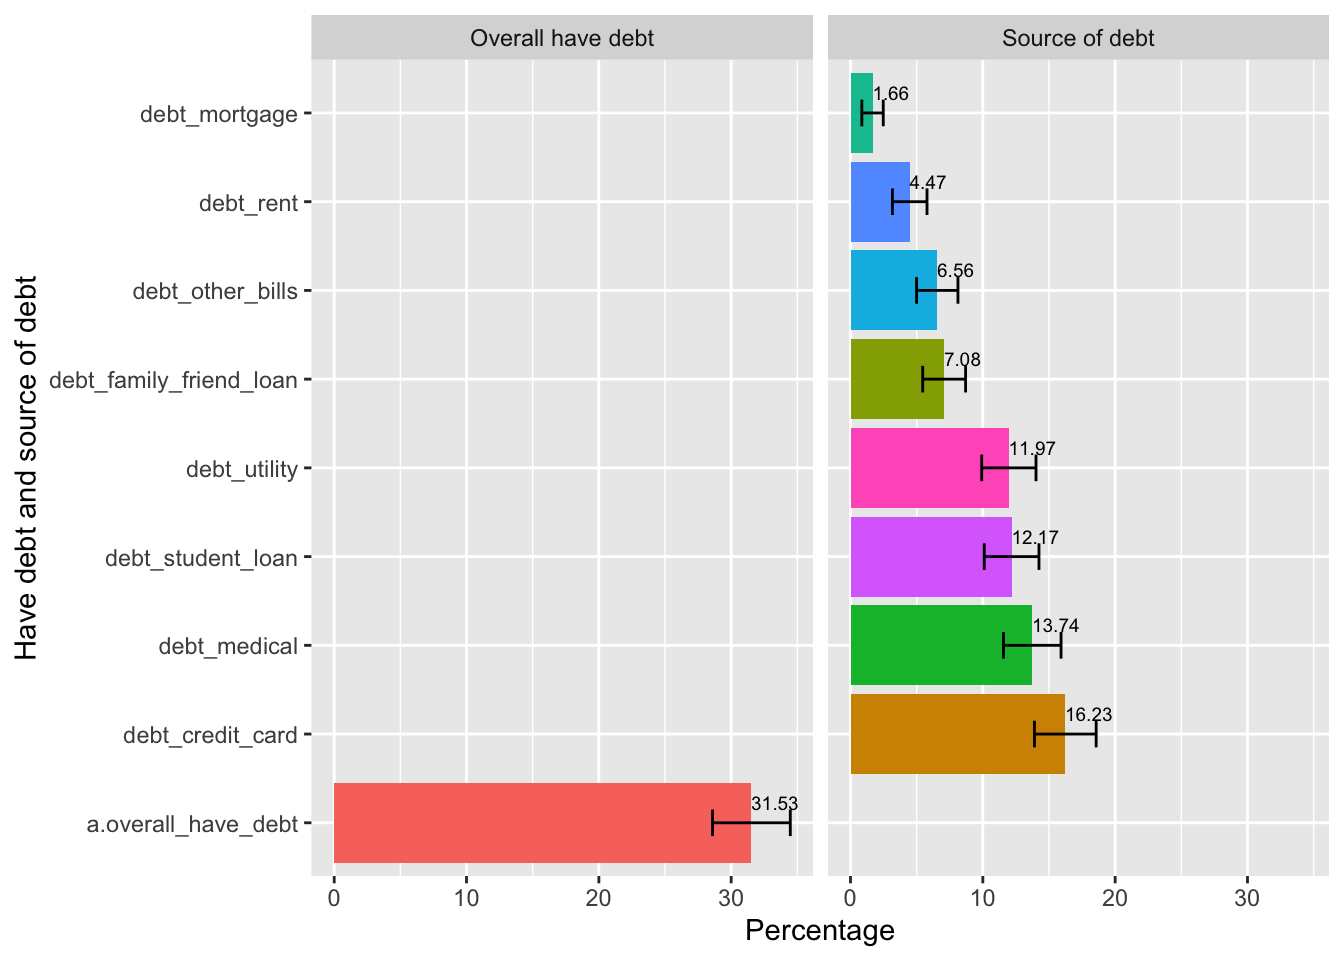 Overall have debt
Source of debt
Have debt and source of debt
debt_mortgage
1.66
debt_rent
4.47
debt_other_bills
6.56
debt_family_friend_loan
7.08
debt_utility
11.97
debt_student_loan
12.17
debt_medical
13.74
debt_credit_card
16.23
a.overall_have_debt
31.53
0 10 20 30
0 10 20 30
Percentage